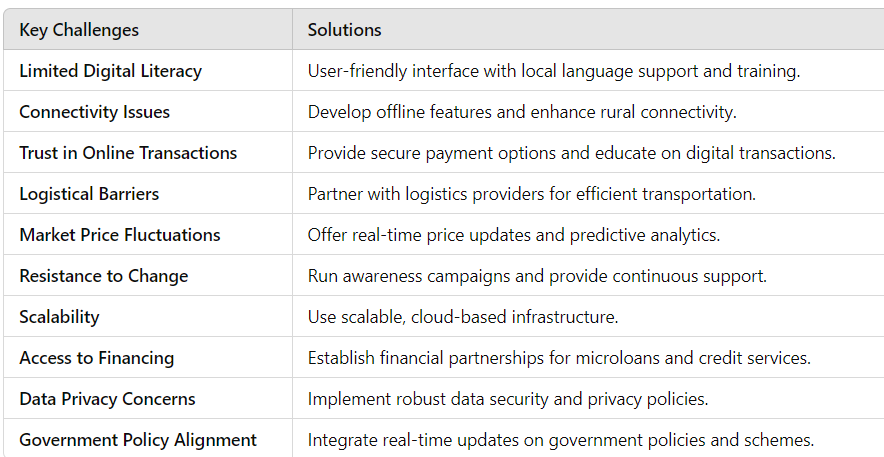 Key Challenges Solutions
Limited Digital Literacy User-friendly interface with local language support and training.
Connectivity Issues Develop offline features and enhance rural connectivity.
Trust in Online Transactions Provide secure payment options and educate on digital transactions.
Logistical Barriers Partner with logistics providers for efficient transportation.
Market Price Fluctuations Offer real-time price updates and predictive analytics.
Resistance to Change Run awareness campaigns and provide continuous support.
Scalability Use scalable, cloud-based infrastructure.
Access to Financing Establish financial partnerships for microloans and credit services.
Data Privacy Concerns Implement robust data security and privacy policies.
Government Policy Alignment Integrate real-time updates on government policies and schemes.